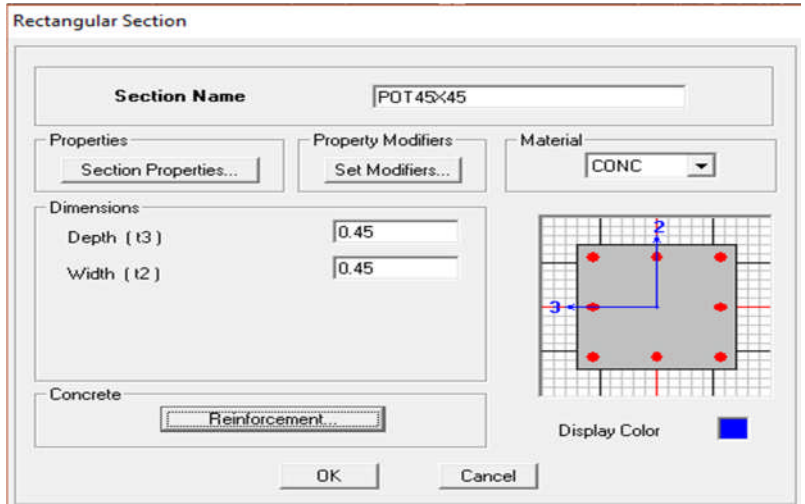 Rectangular Section
Section Name
POT45X45
Properties
Section Properties...
Property Modifiers
Set Modifiers...
Material
CONC
Dimensions
Depth ( t3 )
0.45
Width ( t2 )
0.45
2
3
Concrete
Reinforcement...
Display Color
OK
Cancel